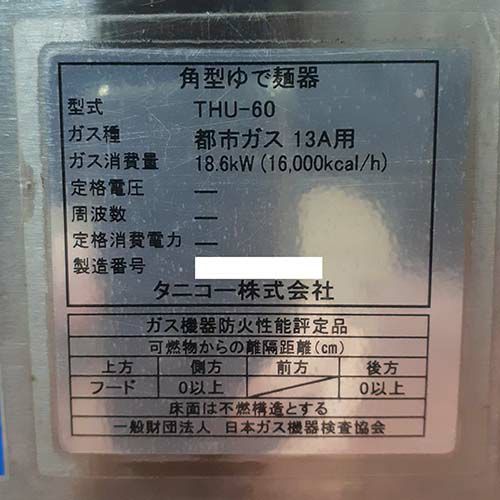 角型ゆで麺器
型式 THU-60
ガス種 都市ガス 13A用
ガス消費量 18.6kW (16,000kcal/h)
定格電圧 —
周波数 —
定格消費電力 —
製造番号
タニコー株式会社
ガス機器防火性能評定品
可燃物からの離隔距離(cm)
上方 側方 前方 後方
フード 0以上 0以上
床面は不燃構造とする
一般財団法人 日本ガス機器検査協会